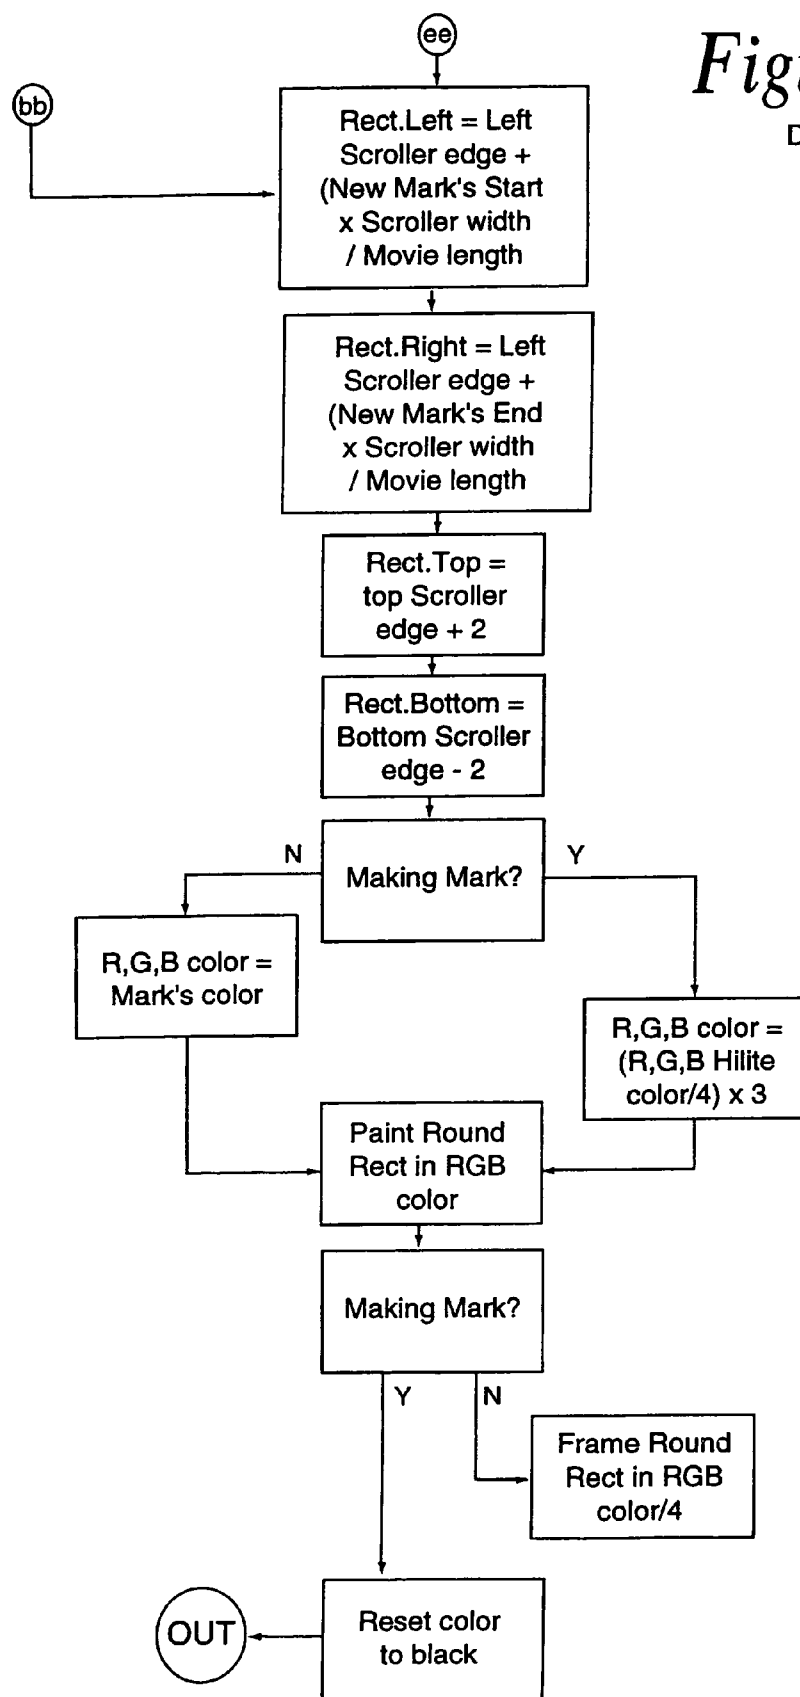 ee
Figu
D
bb
Rect.Left = Left
Scroller edge +
(New Mark's Start
x Scroller width
/ Movie length
Rect.Right = Left
Scroller edge +
(New Mark's End
x Scroller width
/ Movie length
Rect.Top =
top Scroller
edge + 2
Rect.Bottom =
Bottom Scroller
edge - 2
N
Making Mark?
Y
R,G,B color =
Mark's color
R,G,B color =
(R,G,B Hilite
color/4) x 3
Paint Round
Rect in RGB
color
Making Mark?
Y
N
Frame Round
Rect in RGB
color/4
Reset color
to black
OUT